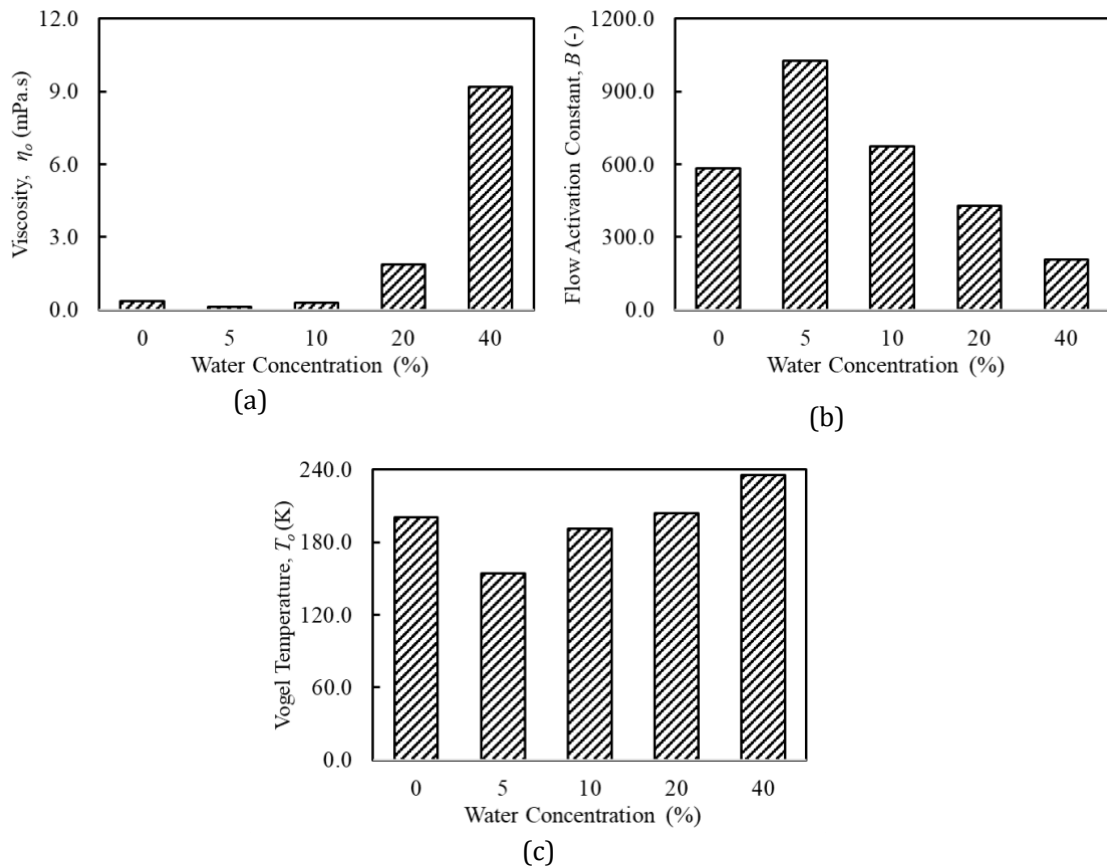 Viscosity, ηₒ (mPa.s)
12.0
9.0
6.0
3.0
0.0
0 5 10 20 40
Water Concentration (%)
(a)
Flow Activation Constant, B (-)
1200.0
900.0
600.0
300.0
0.0
0 5 10 20 40
Water Concentration (%)
(b)
Vogel Temperature, Tₒ (K)
240.0
180.0
120.0
60.0
0.0
0 5 10 20 40
Water Concentration (%)
(c)